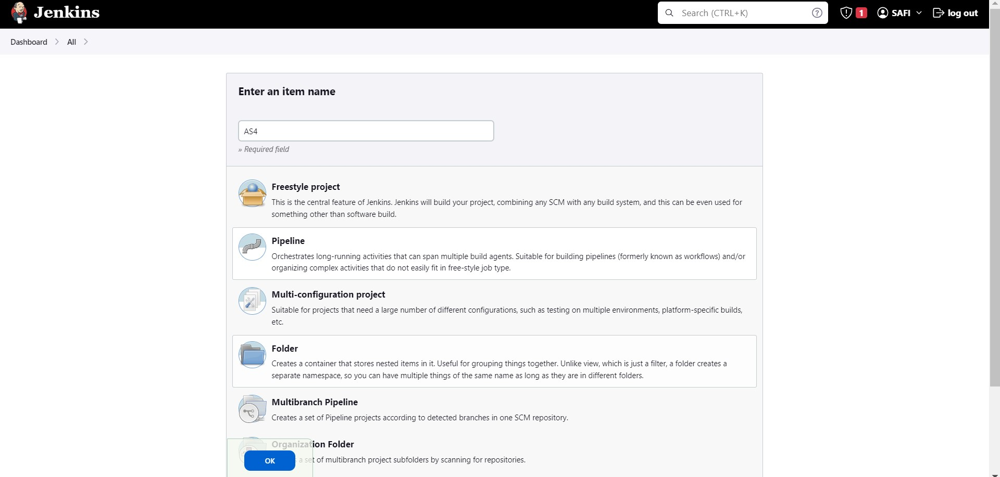 Jenkins
Search (CTRL+K)
1
SAFI
log out
Dashboard
All
Enter an item name
AS4
» Required field
Freestyle project
This is the central feature of Jenkins. Jenkins will build your project, combining any SCM with any build system, and this can be even used for
something other than software build.
Pipeline
Orchestrates long-running activities that can span multiple build agents. Suitable for building pipelines (formerly known as workflows) and/or
organizing complex activities that do not easily fit in free-style job type.
Multi-configuration project
Suitable for projects that need a large number of different configurations, such as testing on multiple environments, platform-specific builds,
etc.
Folder
Creates a container that stores nested items in it. Useful for grouping things together. Unlike view, which is just a filter, a folder creates a
separate namespace, so you can have multiple things of the same name as long as they are in different folders.
Multibranch Pipeline
Creates a set of Pipeline projects according to detected branches in one SCM repository.
Organization Folder
a set of multibranch project subfolders by scanning for repositories.
OK